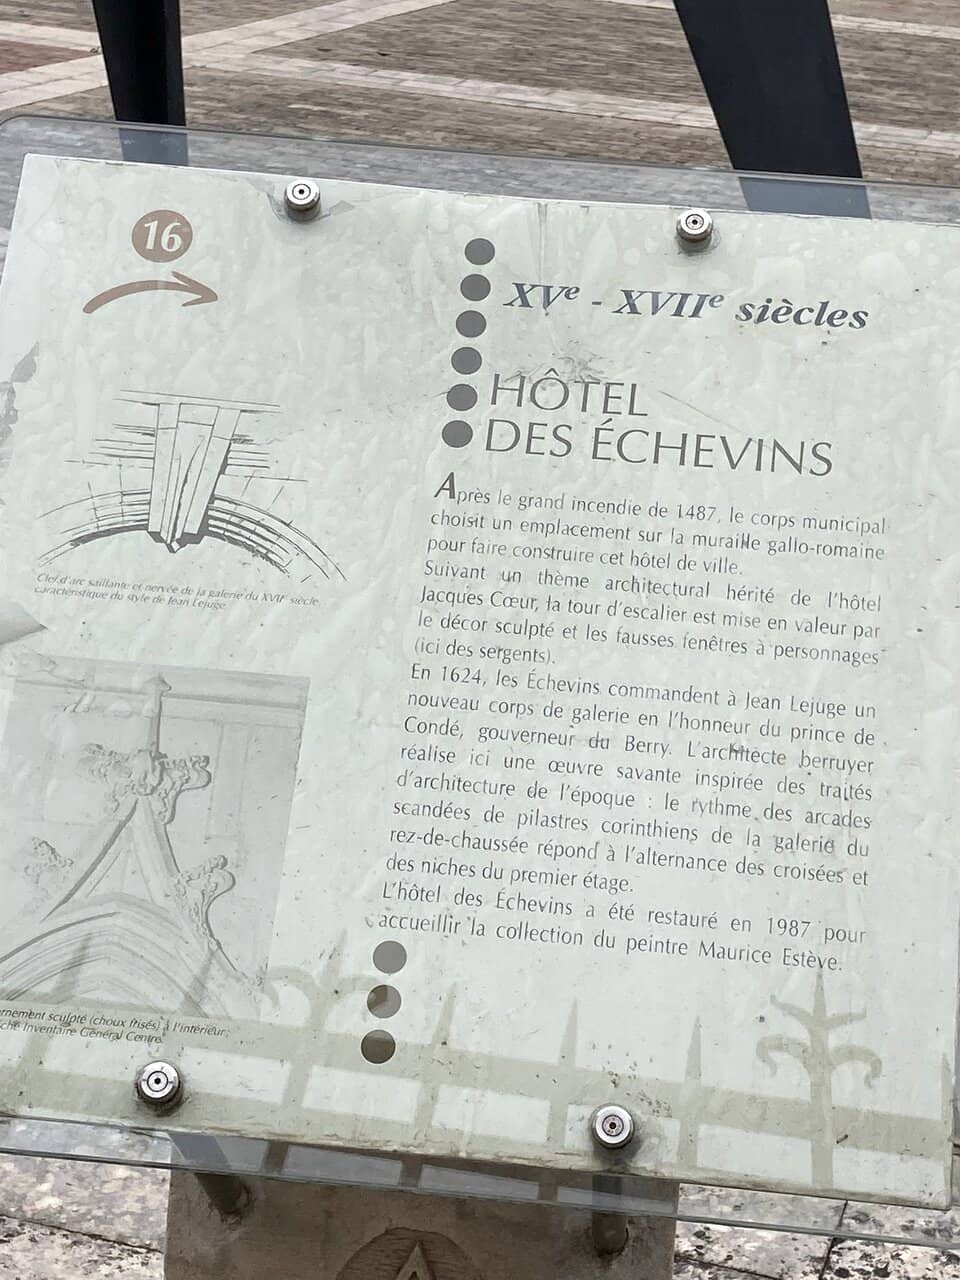 16
XVe - XVIIe siècles
HÔTEL
DES ÉCHEVINS
Après le grand incendie de 1487, le corps municipal
choisit un emplacement sur la muraille gallo-romaine
pour faire construire cet hôtel de ville.
Suivant un thème architectural hérité de l'hôtel
Jacques Cœur, la tour d'escalier est mise en valeur par
le décor sculpté et les fausses fenêtres à personnages
(ici des sergents).
En 1624, les Échevins commandent à Jean Lejuge un
nouveau corps de galerie en l'honneur du prince de
Condé, gouverneur du Berry. L'architecte berruyer
réalise ici une œuvre savante inspirée des traités
d'architecture de l'époque : le rythme des arcades
scandées de pilastres corinthiens de la galerie du
rez-de-chaussée répond à l'alternance des croisées et
des niches du premier étage.
L'hôtel des Échevins a été restauré en 1987 pour
accueillir la collection du peintre Maurice Estève.
Clef d'arc saillante et nervée de la galerie du XVIIe siècle
caractéristique du style de Jean Lejuge
sculpté (choux frisés) à l'intérieur.
Inventaire Général Centre.